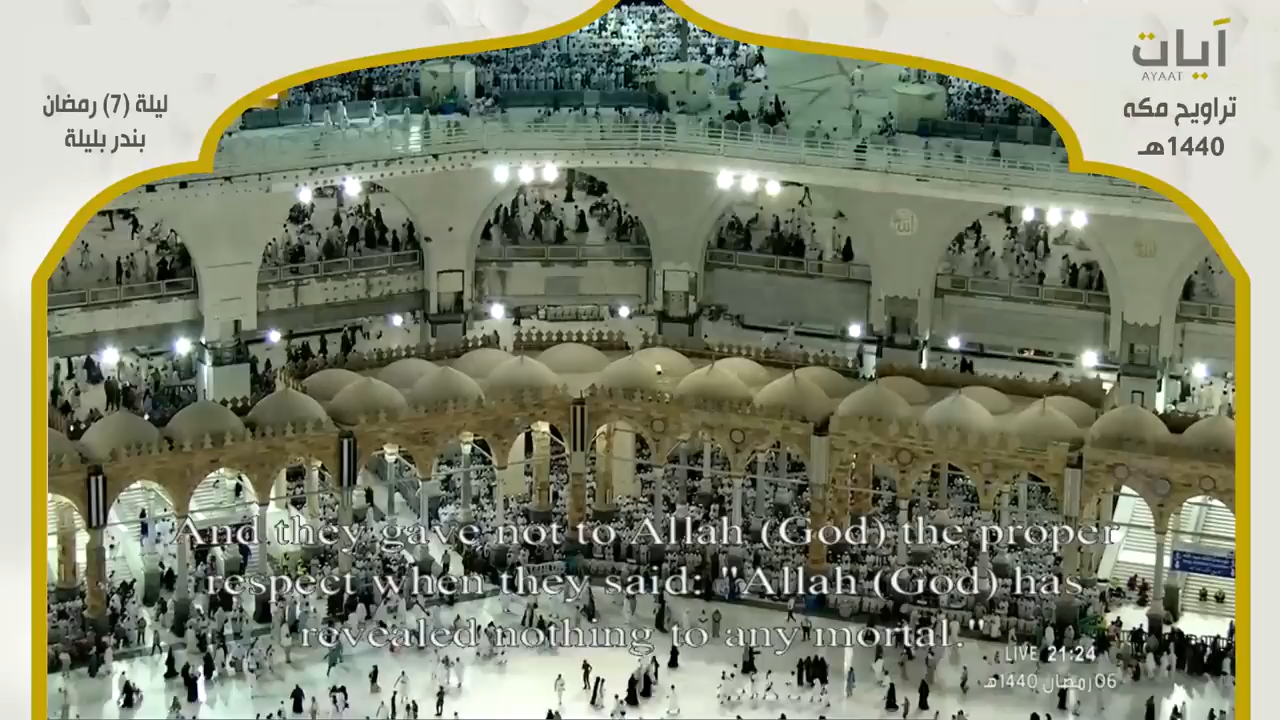 آيات
AYAAT
تراويح مكه
1440هـ
ليلة (7) رمضان
بندر بليلة
And they gave not to Allah (God) the proper
respect when they said: "Allah (God) has
revealed nothing to any mortal."
LIVE 21:24
06 رمضان 1440هـ